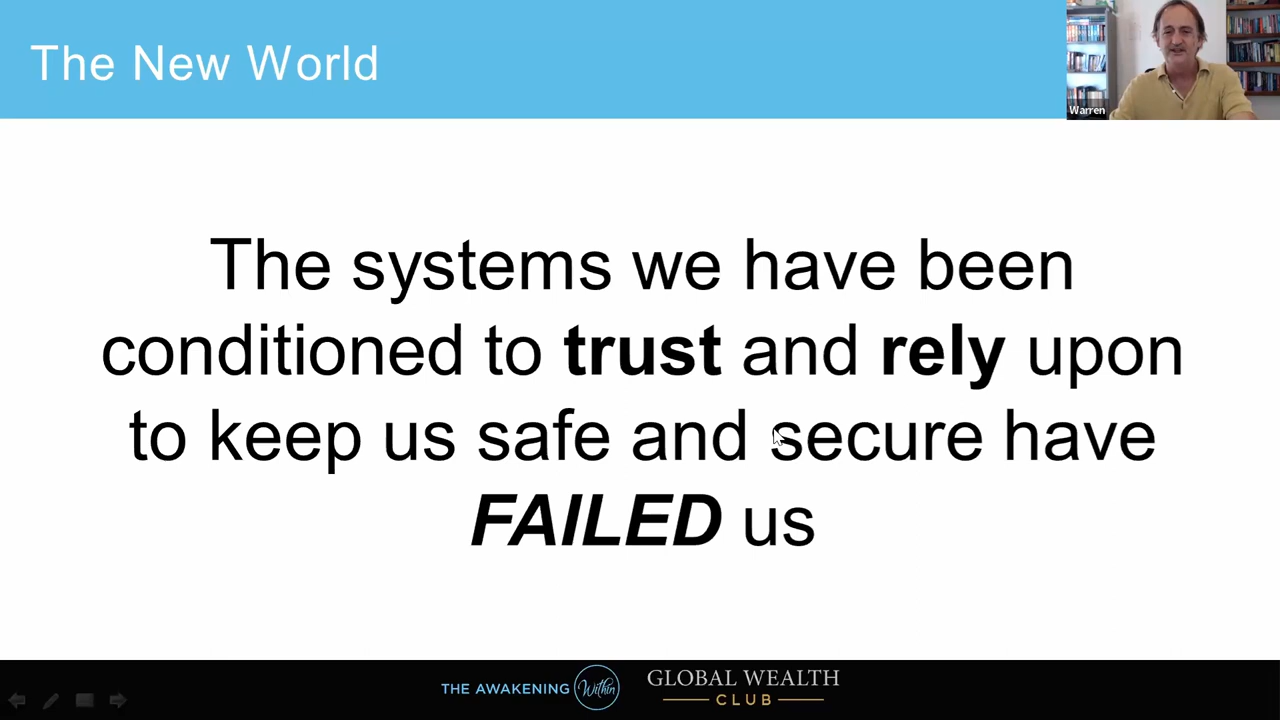 The New World
Warren
The systems we have been
conditioned to trust and rely upon
to keep us safe and secure have
FAILED us
THE AWAKENING Within
GLOBAL WEALTH
CLUB